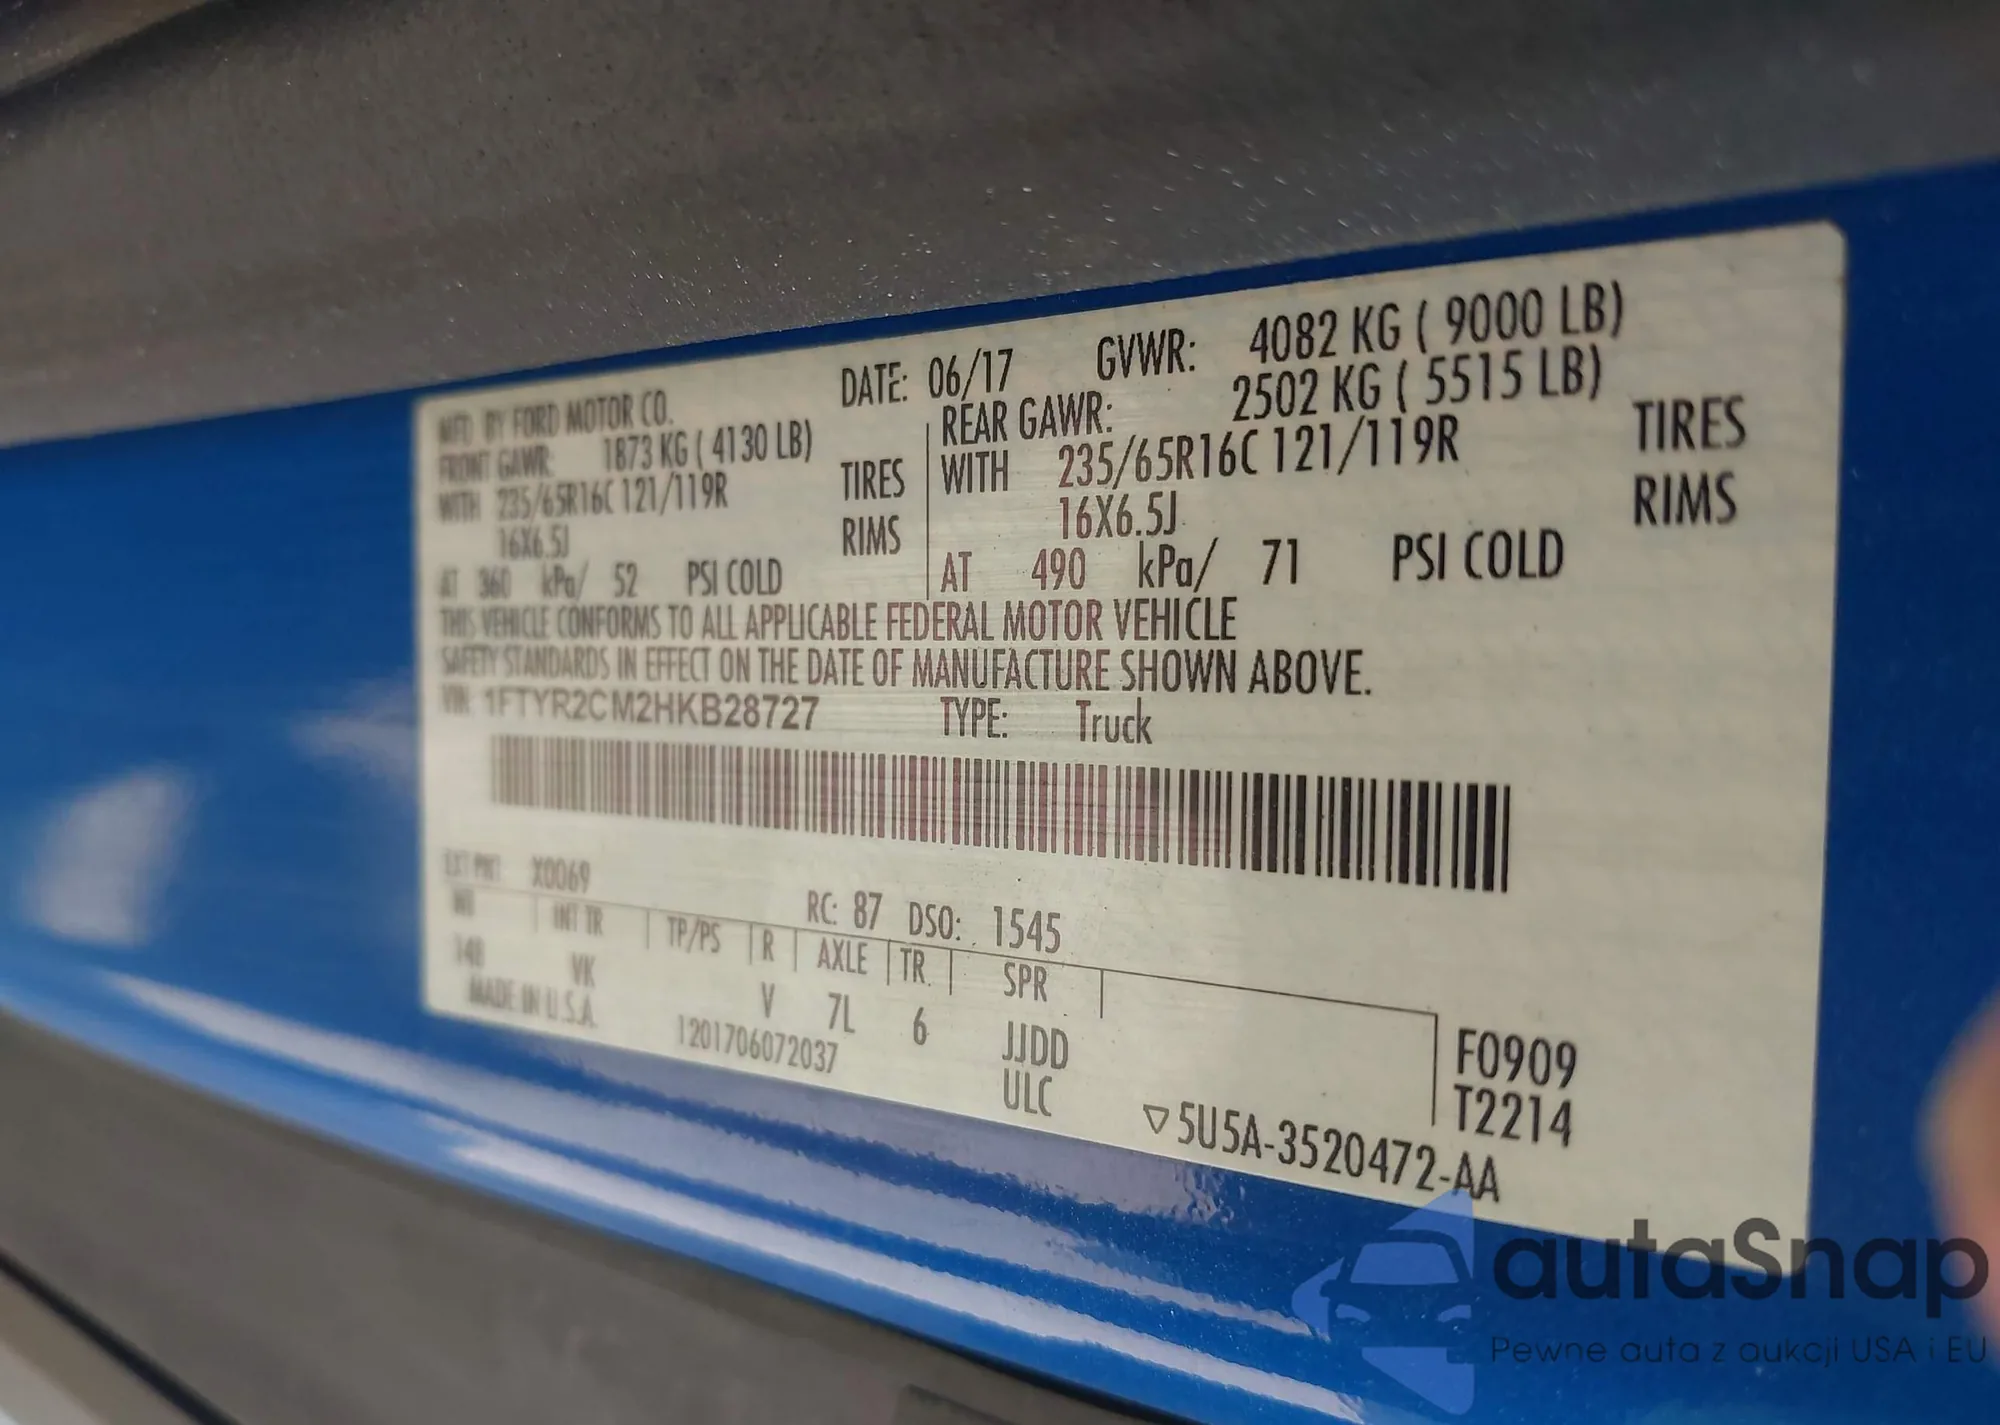 MFD BY FORD MOTOR CO.
DATE: 06/17 GVWR: 4082 KG ( 9000 LB)
FRONT GAWR: 1873 KG ( 4130 LB)
WITH 235/65R16C 121/119R TIRES
16X6.5J RIMS
AT 360 kPa/ 52 PSI COLD
REAR GAWR: 2502 KG ( 5515 LB)
WITH 235/65R16C 121/119R TIRES
16X6.5J RIMS
AT 490 kPa/ 71 PSI COLD
THIS VEHICLE CONFORMS TO ALL APPLICABLE FEDERAL MOTOR VEHICLE
SAFETY STANDARDS IN EFFECT ON THE DATE OF MANUFACTURE SHOWN ABOVE.
VIN: 1FTYR2CM2HKB28727 TYPE: Truck
EXT PNT X0069 RC: 87 DSO: 1545
WB INT TR TP/PS R AXLE TR SPR
148 VK V 7L 6 JJDD F0909
MADE IN U.S.A. 1201706072037 ULC T2214
▽5U5A-3520472-AA
autaSnap
Pewne auta z aukcji USA i EU